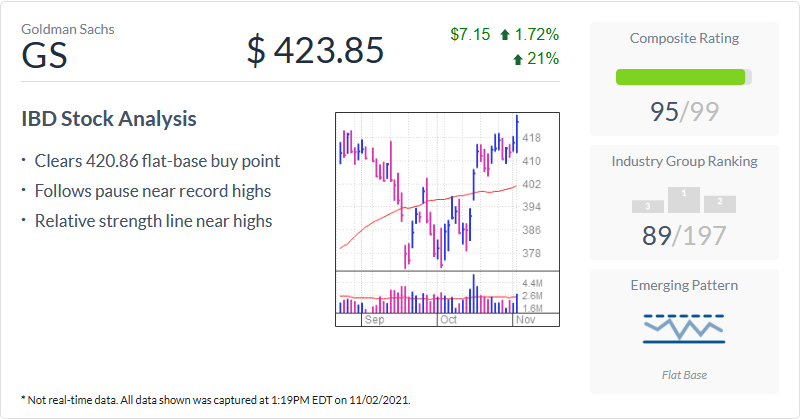 Goldman Sachs
GS
$ 423.85
$7.15 1.72%
21%
IBD Stock Analysis
• Clears 420.86 flat-base buy point
• Follows pause near record highs
• Relative strength line near highs
418
410
402
394
386
378
4.4M
2.6M
1.6M
Sep Oct Nov
Composite Rating
95/99
Industry Group Ranking
3 1 2
89/197
Emerging Pattern
Flat Base
* Not real-time data. All data shown was captured at 1:19PM EDT on 11/02/2021.